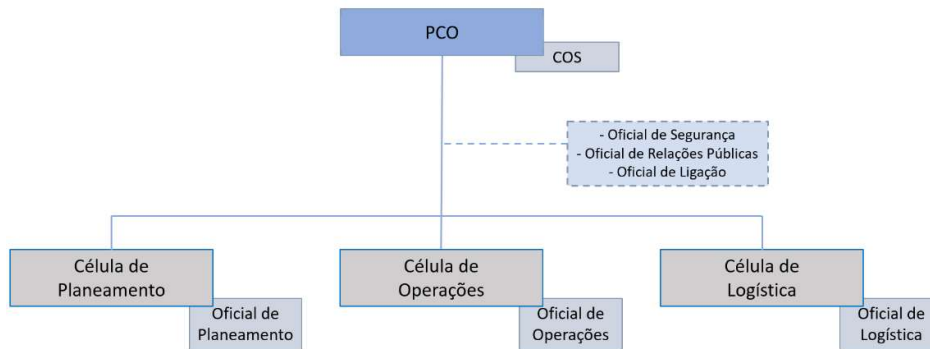 PCO
COS
- Oficial de Segurança
- Oficial de Relações Públicas
- Oficial de Ligação
Célula de
Planeamento
Oficial de
Planeamento
Célula de
Operações
Oficial de
Operações
Célula de
Logística
Oficial de
Logística